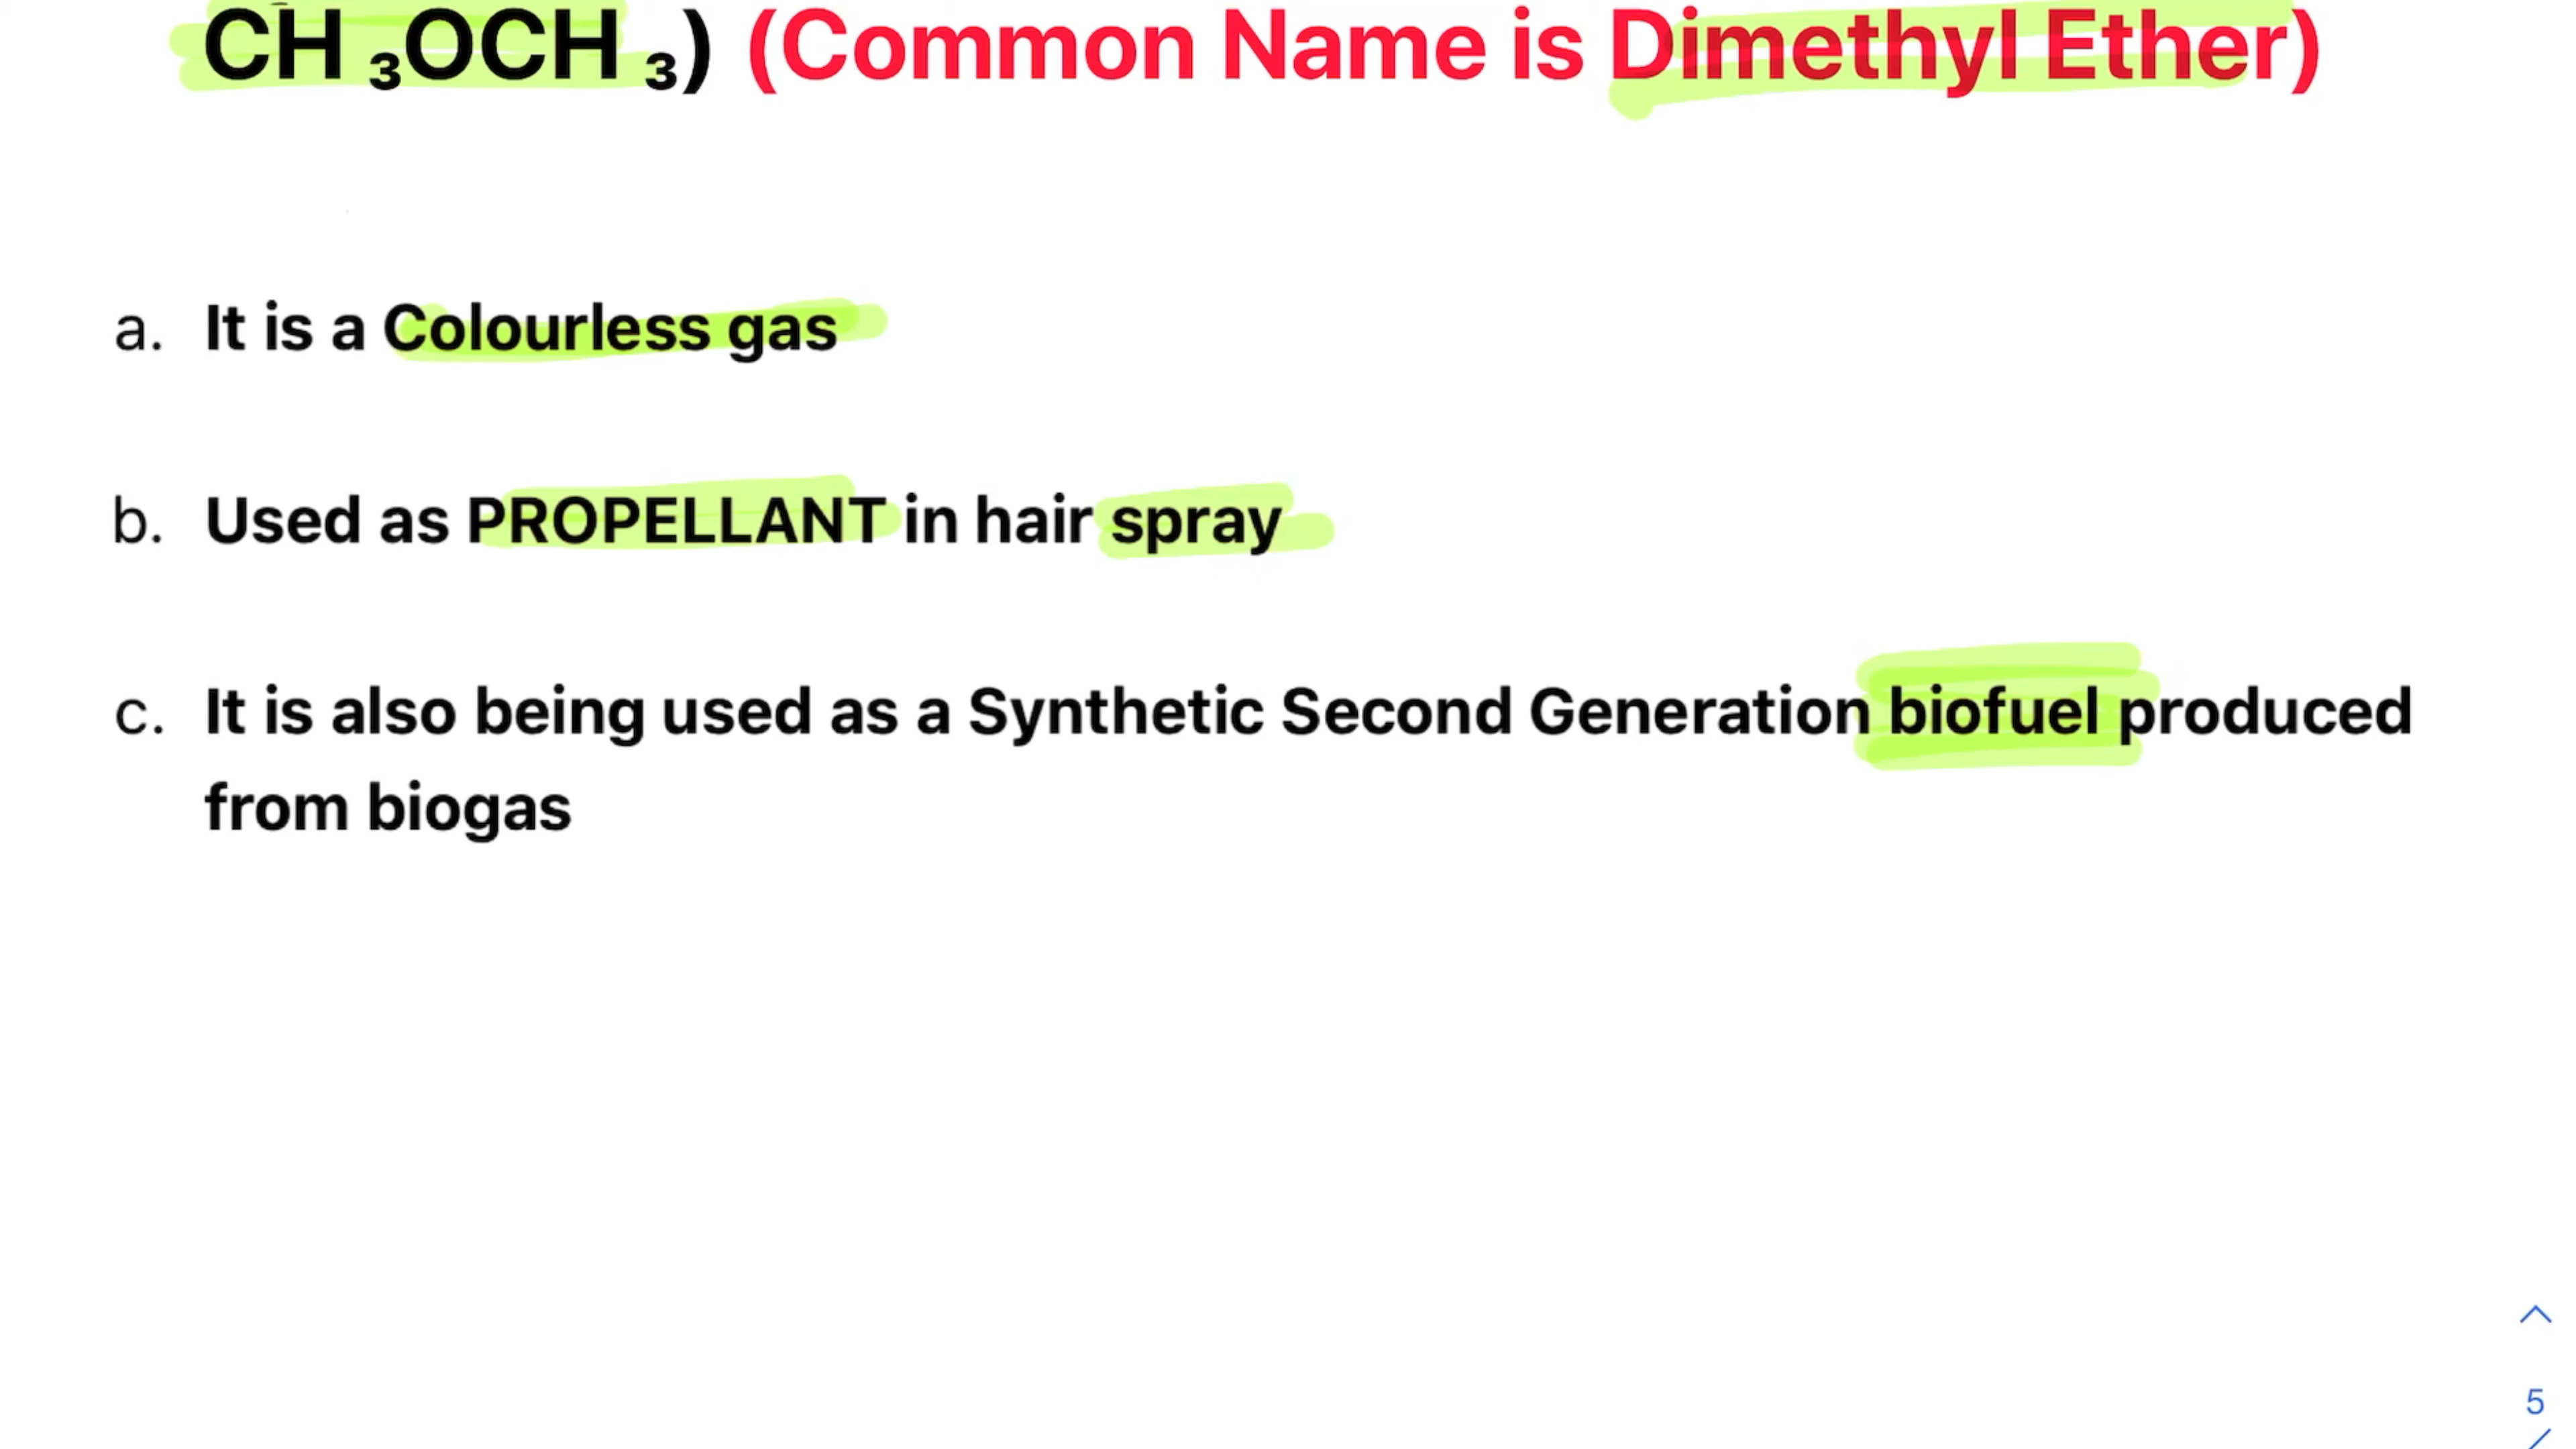 CH ₃OCH ₃) (Common Name is Dimethyl Ether)
a. It is a Colourless gas
b. Used as PROPELLANT in hair spray
c. It is also being used as a Synthetic Second Generation biofuel produced
from biogas
5